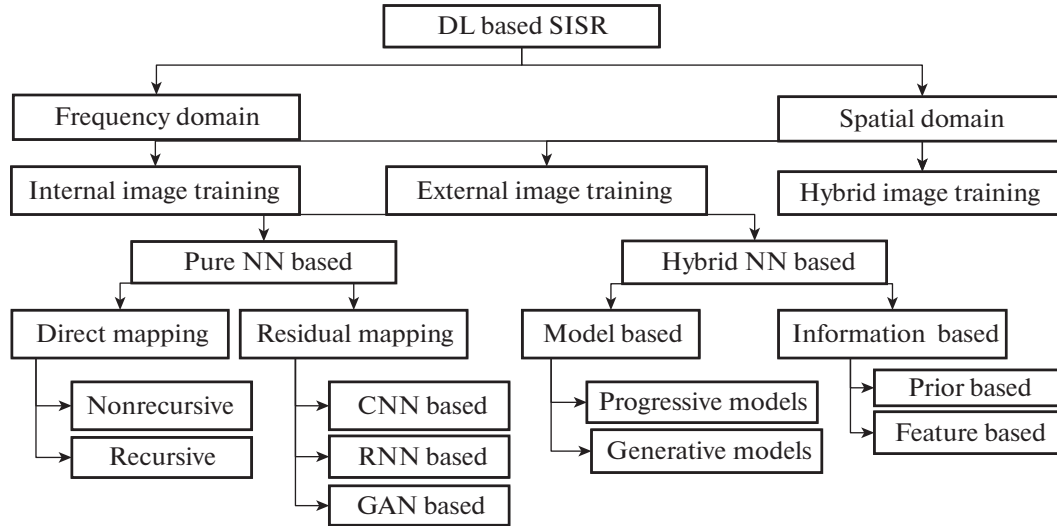 DL based SISR
Frequency domain
Spatial domain
Internal image training
External image training
Hybrid image training
Pure NN based
Hybrid NN based
Direct mapping
Residual mapping
Model based
Information based
Nonrecursive
CNN based
Progressive models
Prior based
Recursive
RNN based
Generative models
Feature based
GAN based